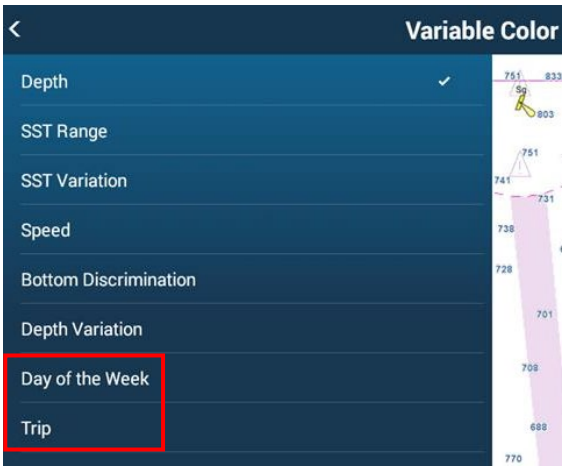 Variable Color
Depth
SST Range
SST Variation
Speed
Bottom Discrimination
Depth Variation
Day of the Week
Trip
751 833
Sg
803
751
741
731
738
728
701
708
688
770